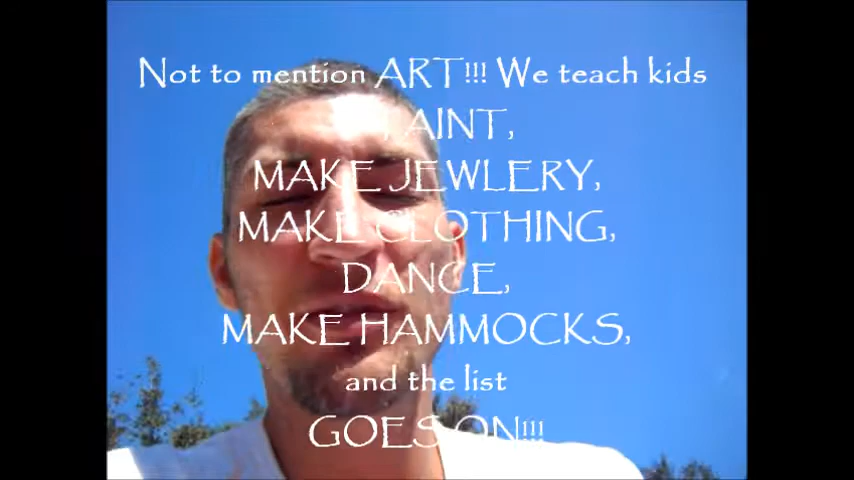 Not to mention ART!!! We teach kids
PAINT,
MAKE JEWLERY,
MAKE CLOTHING,
DANCE,
MAKE HAMMOCKS,
and the list
GOES ON!!!